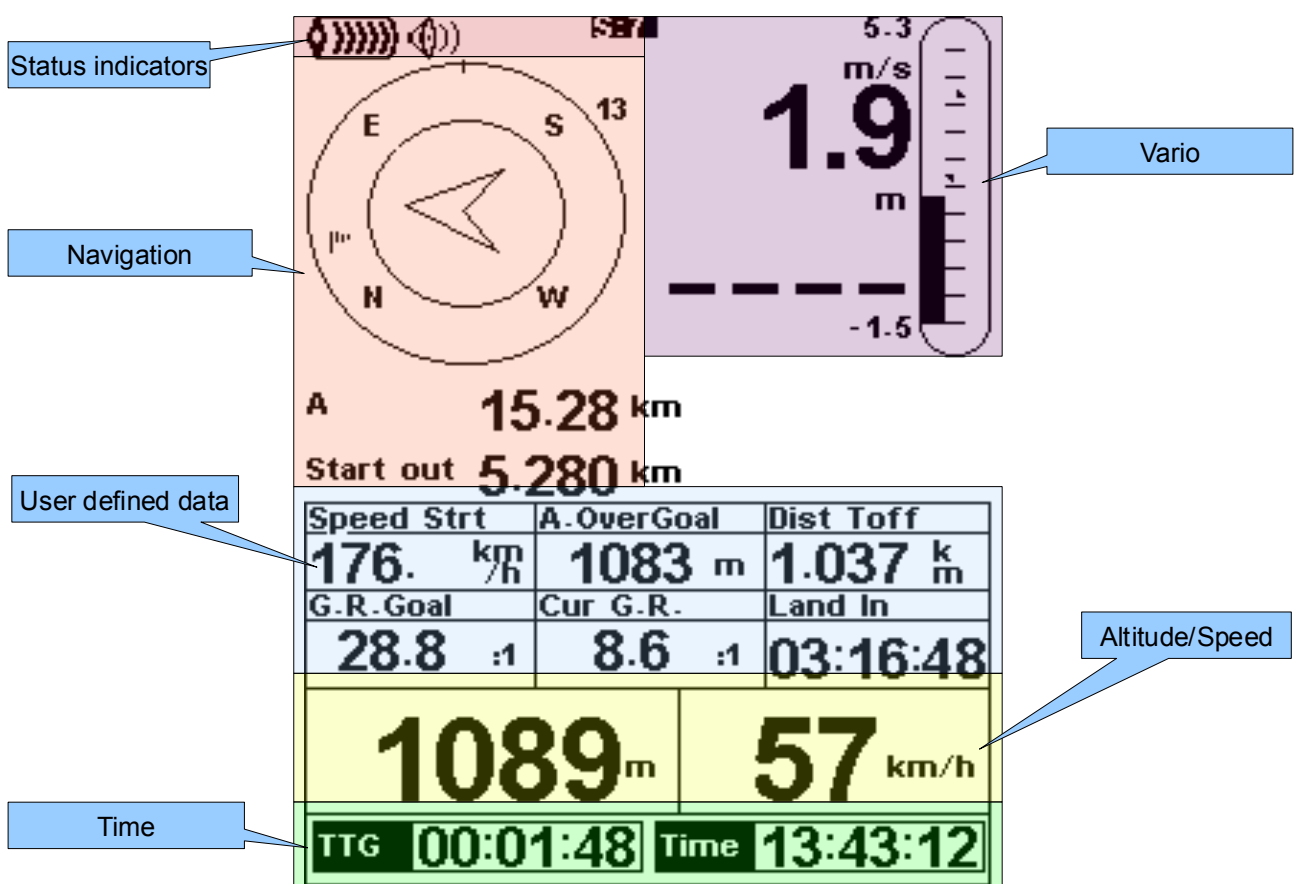 Status indicators
5.3
m/s
1.9
m
-1.5
Vario
13
E
S
N
W
Navigation
A 15.28 km
Start out 5.280 km
User defined data
Speed Strt A.OverGoal Dist Toff
176. km/h 1083 m 1.037 km
G.R.Goal Cur G.R. Land In
28.8 :1 8.6 :1 03:16:48
Altitude/Speed
1089 m 57 km/h
Time
TTG 00:01:48 Time 13:43:12